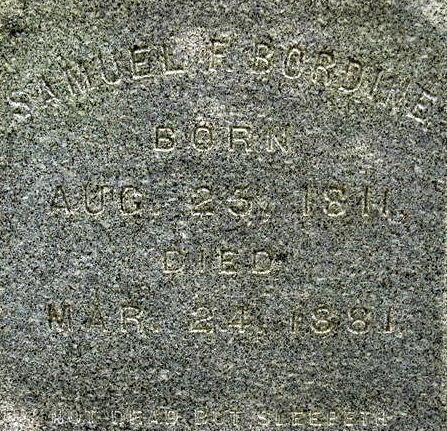 SAMUEL F. BORDINE
BORN
AUG. 25, 1811.
DIED
MAR. 24, 1881.
NOT DEAD BUT SLEEPETH